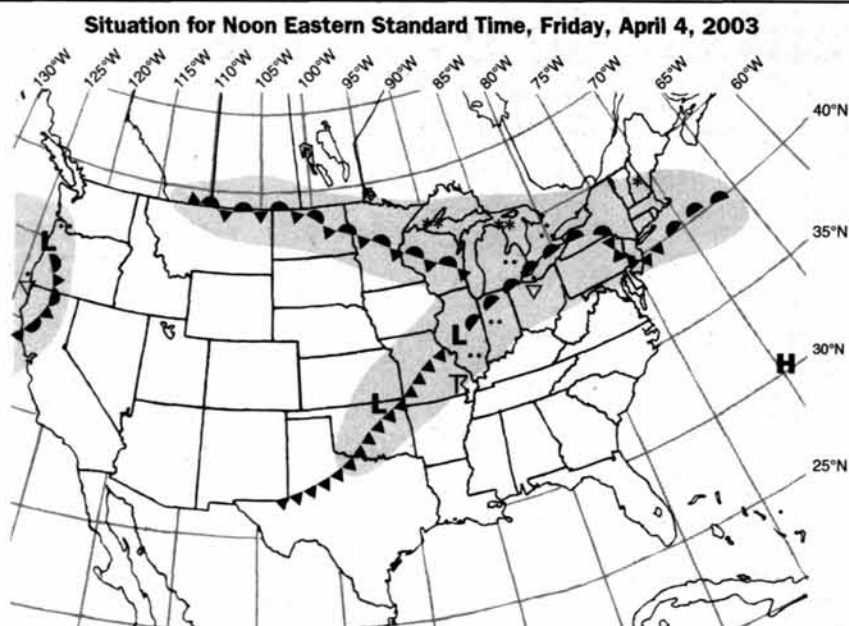 Situation for Noon Eastern Standard Time, Friday, April 4, 2003
130°W 125°W 120°W 115°W 110°W 105°W 100°W 95°W 90°W 85°W 80°W 75°W 70°W 65°W 60°W
40°N
35°N
L
L
H
30°N
L
25°N